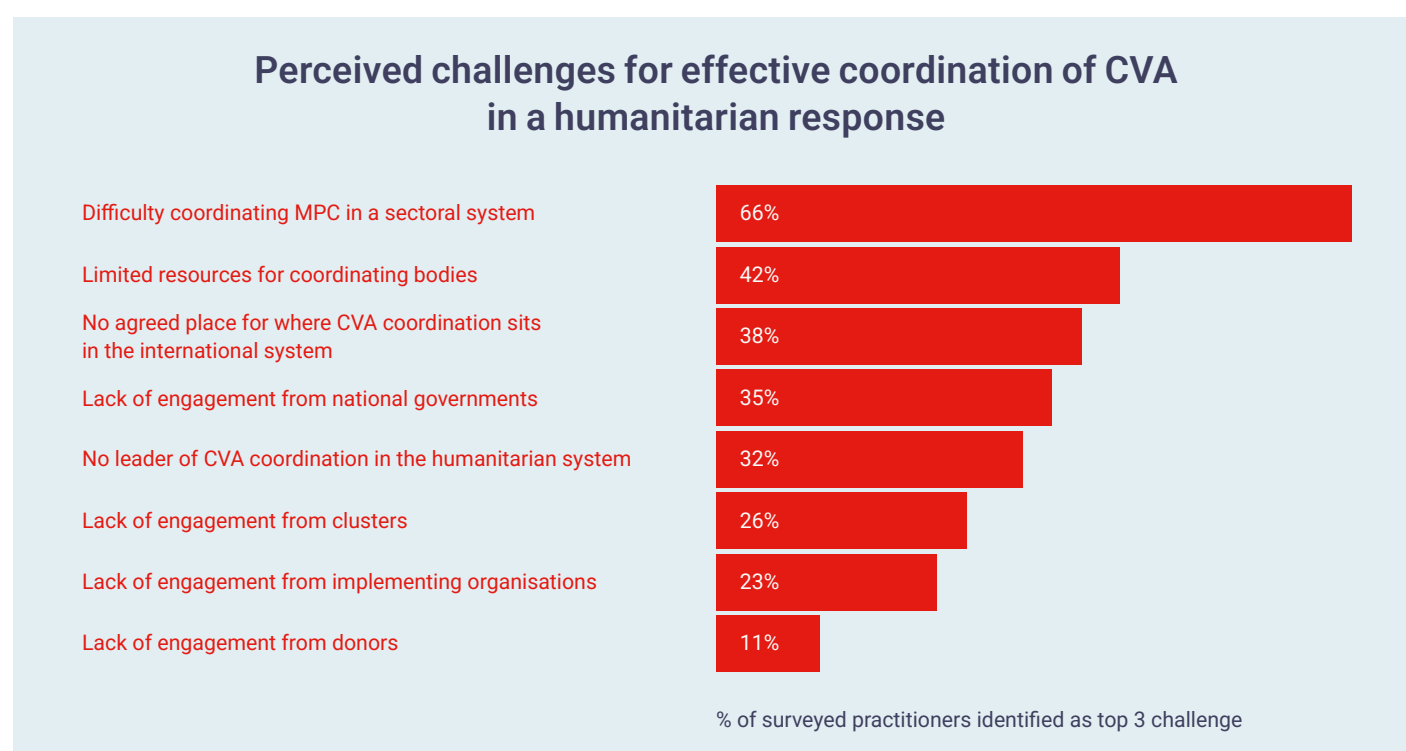 Perceived challenges for effective coordination of CVA
in a humanitarian response
Difficulty coordinating MPC in a sectoral system
66%
Limited resources for coordinating bodies
42%
No agreed place for where CVA coordination sits
in the international system
38%
Lack of engagement from national governments
35%
No leader of CVA coordination in the humanitarian system
32%
Lack of engagement from clusters
26%
Lack of engagement from implementing organisations
23%
Lack of engagement from donors
11%
% of surveyed practitioners identified as top 3 challenge